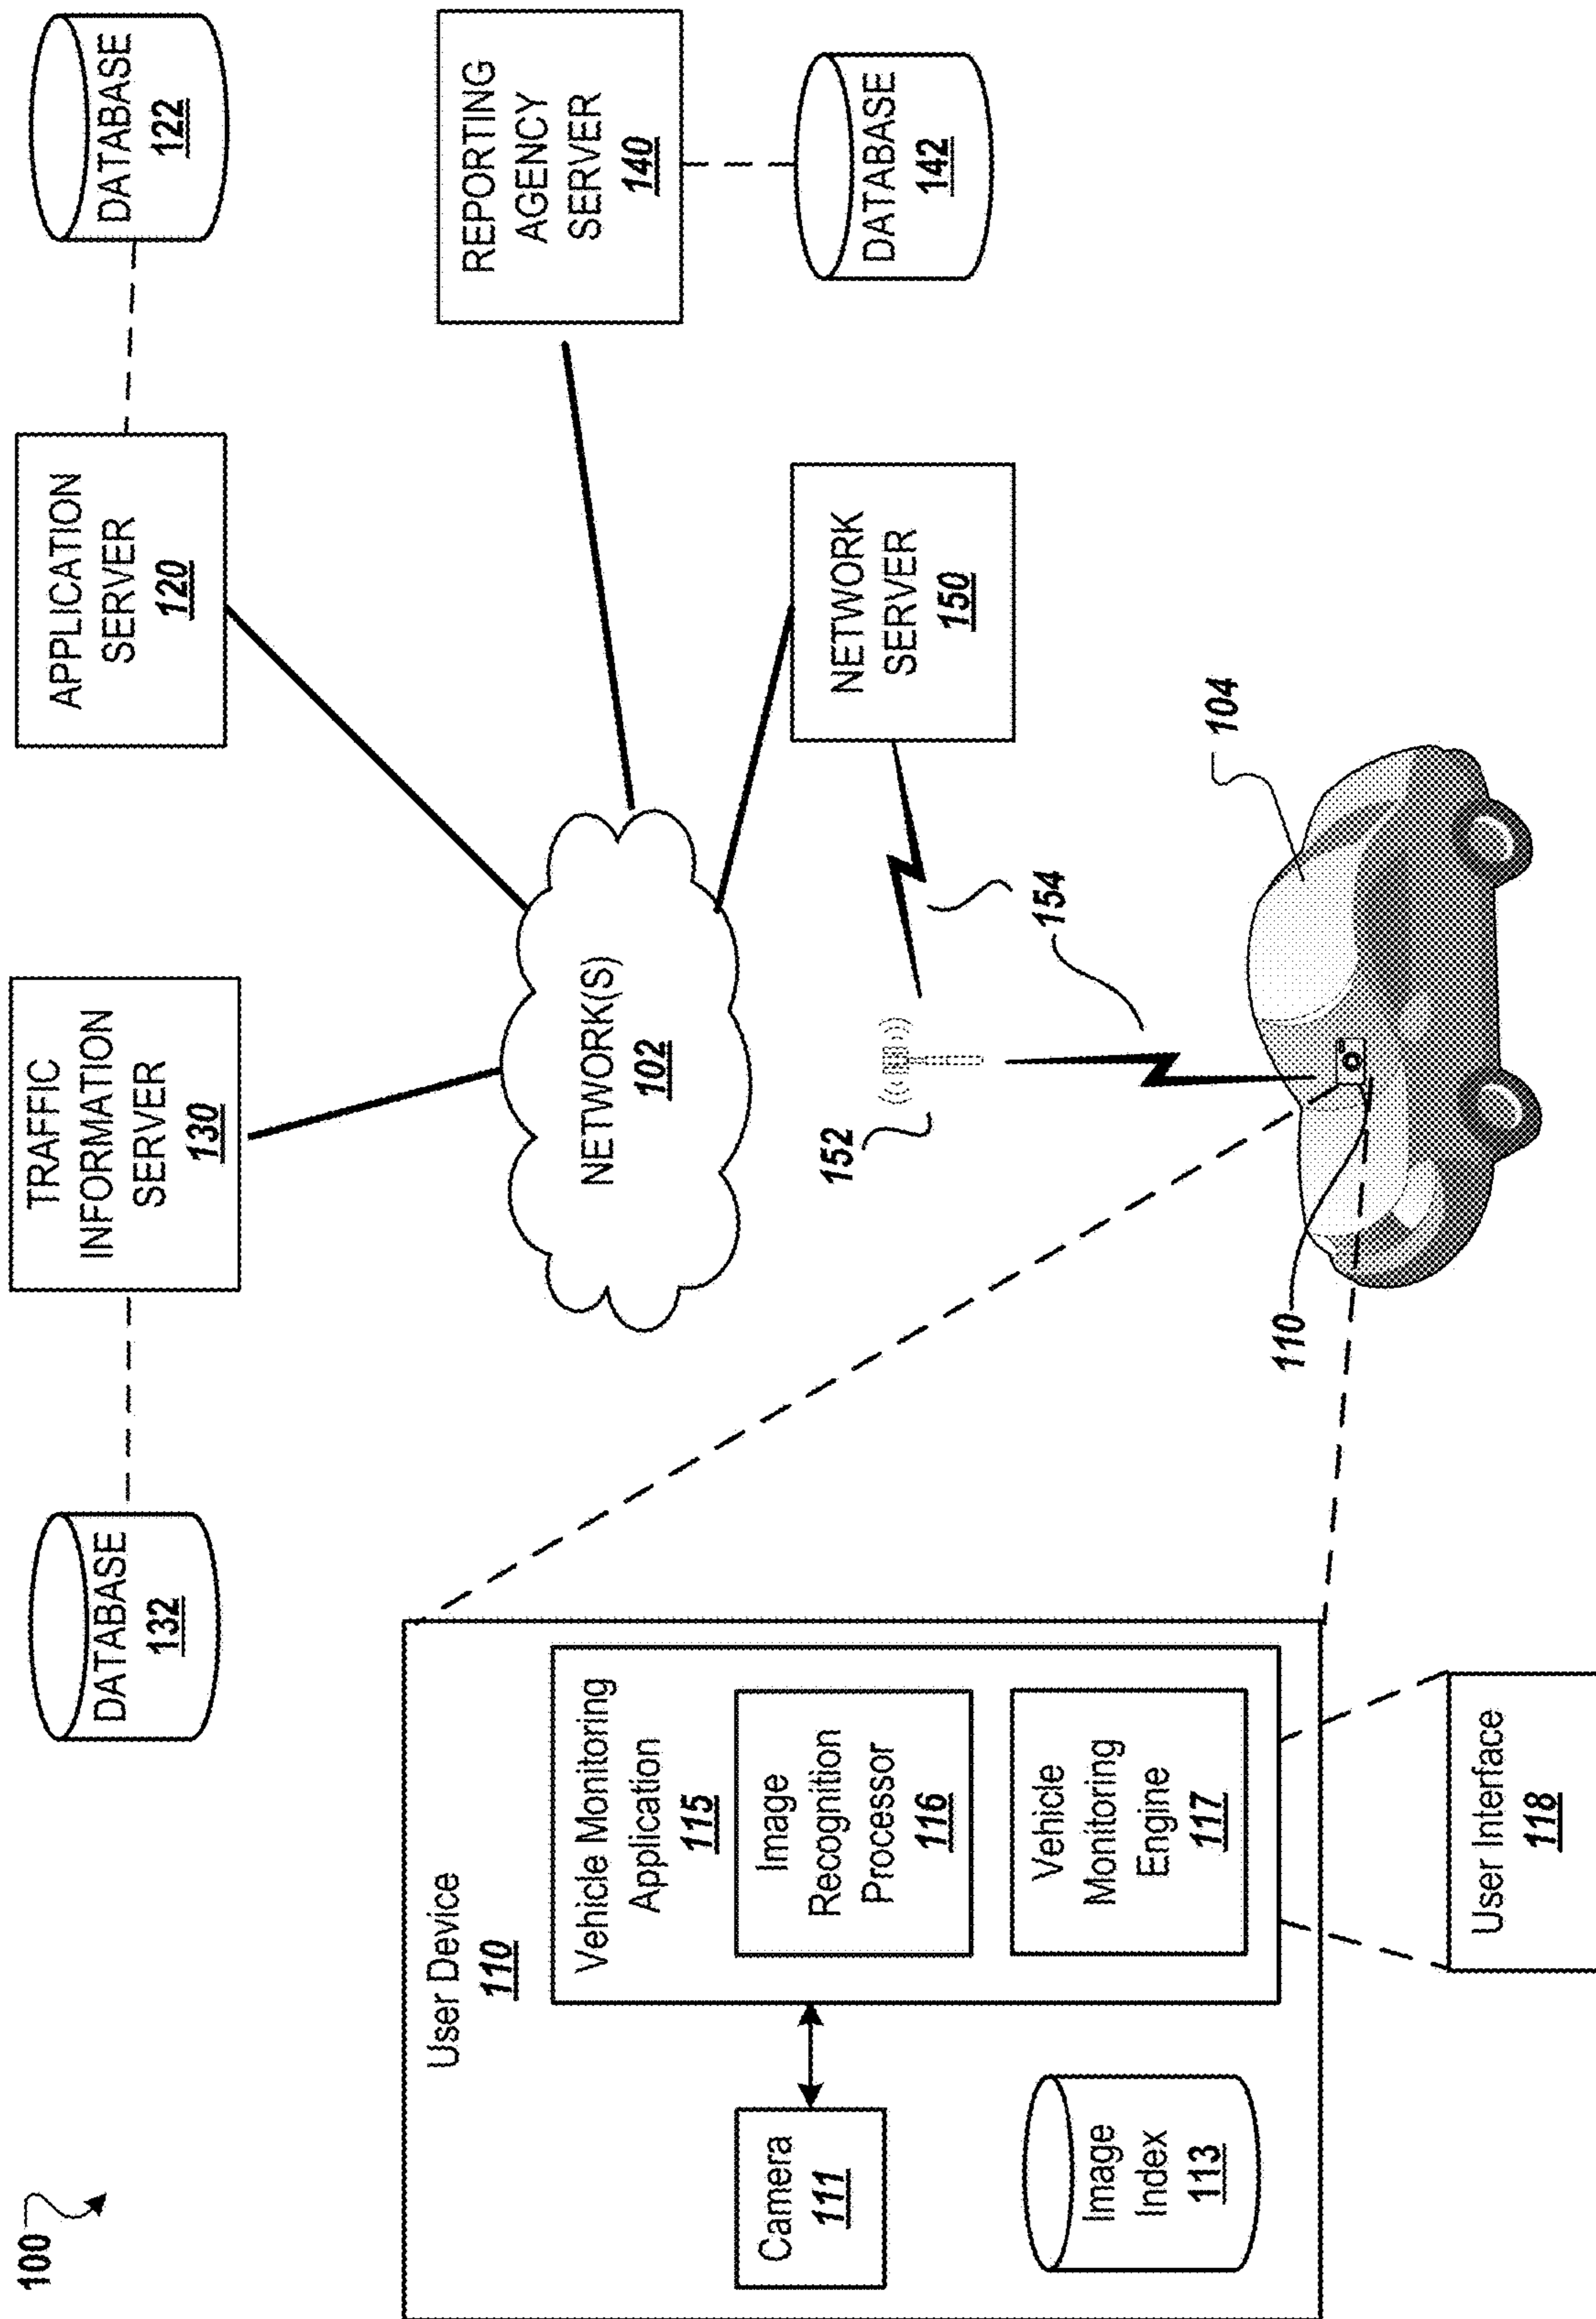 100
DATABASE
132
TRAFFIC
INFORMATION
SERVER
130
APPLICATION
SERVER
120
DATABASE
122
REPORTING
AGENCY
SERVER
140
DATABASE
142
NETWORK(S)
102
NETWORK
SERVER
150
152
154
104
110
User Device
110
Camera
111
Image
Index
113
Vehicle Monitoring
Application
115
Image
Recognition
Processor
116
Vehicle
Monitoring
Engine
117
User Interface
118